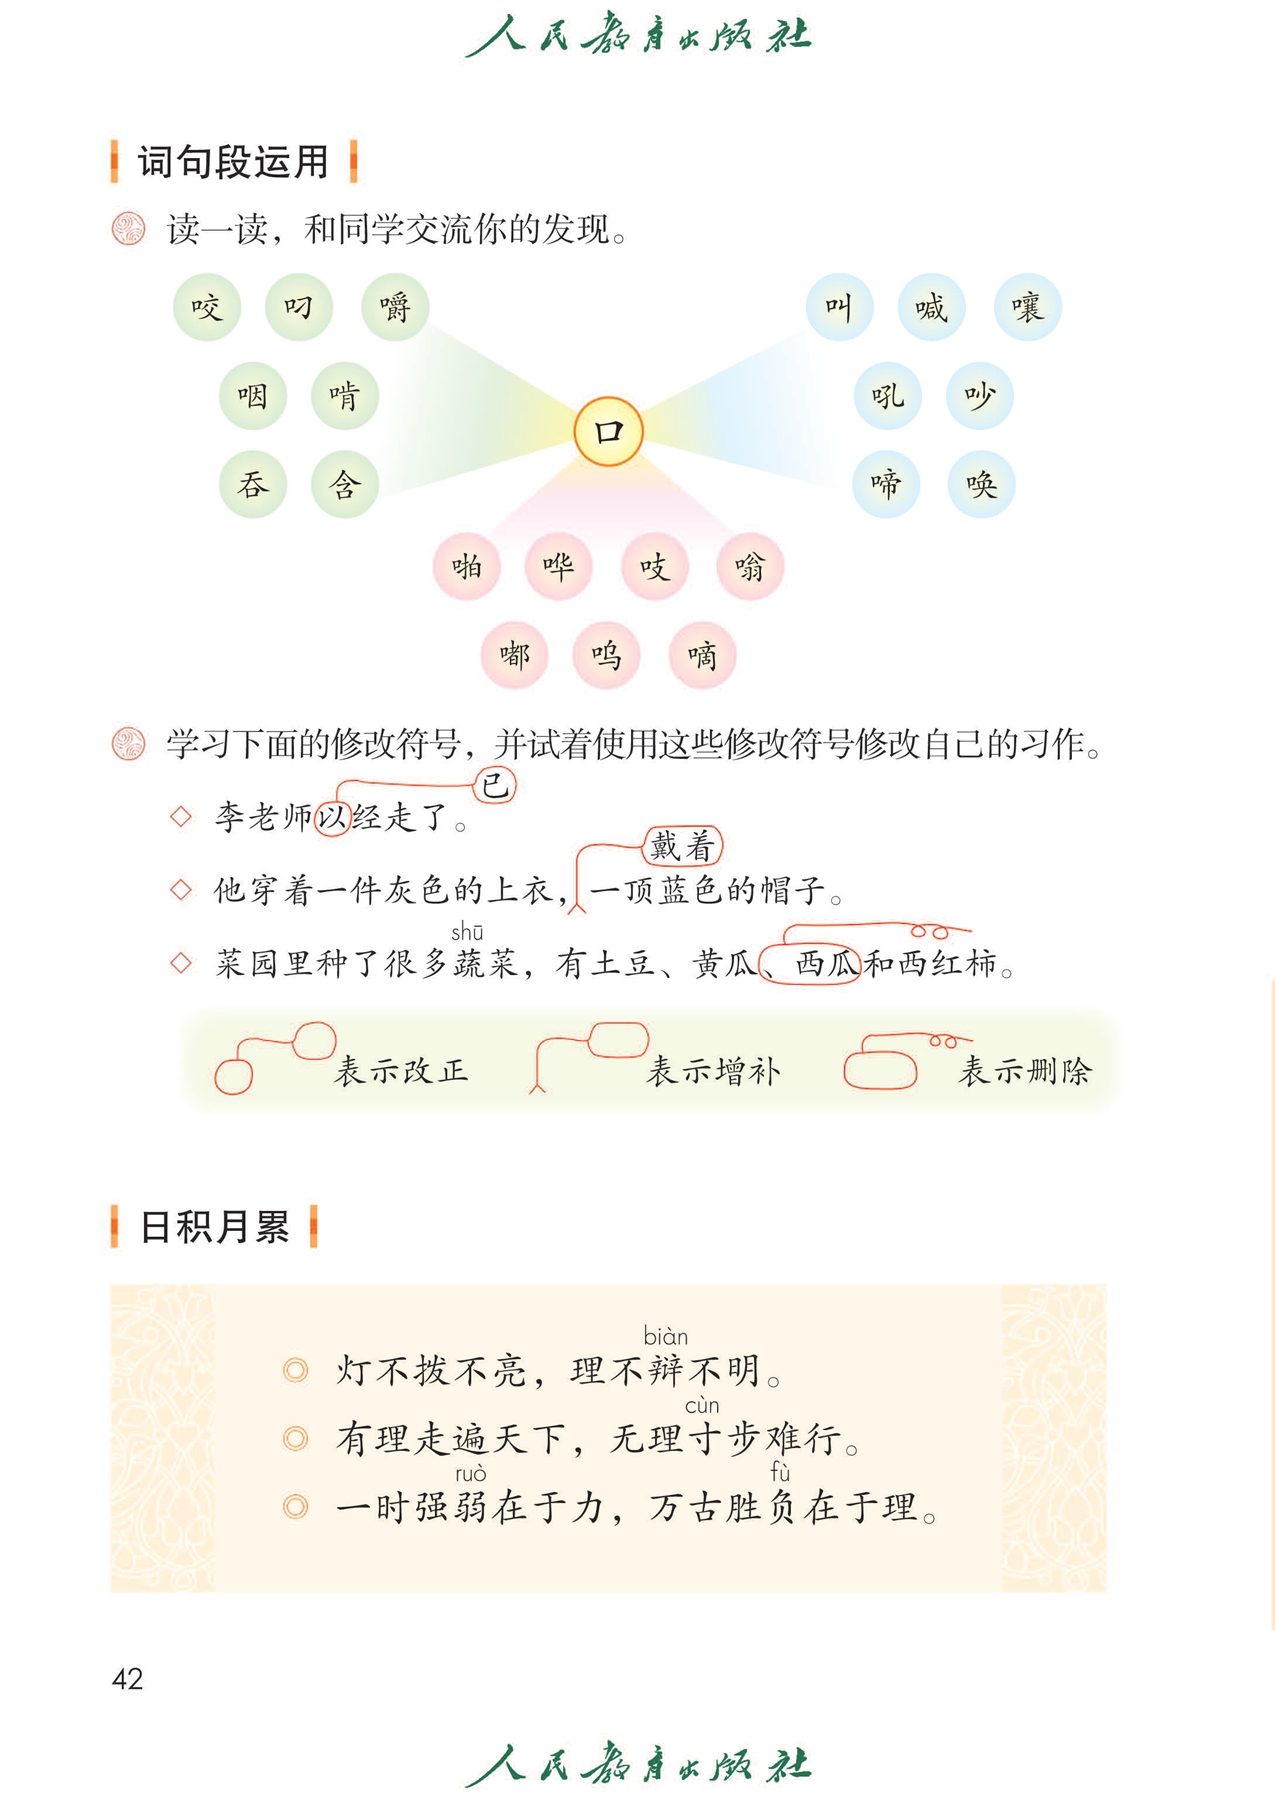 人民教育出版社
词句段运用
读一读，和同学交流你的发现。
咬 叼 嚼
叫 喊 嚷
咽 啃
吼 吵
口
吞 含
啼 唤
啪 哗 吱 嗡
嘟 呜 嘀
学习下面的修改符号，并试着使用这些修改符号修改自己的习作。
已
李老师以经走了。
戴着
他穿着一件灰色的上衣，一顶蓝色的帽子。
shū
菜园里种了很多蔬菜，有土豆、黄瓜、西瓜和西红柿。
表示改正 表示增补 表示删除
日积月累
biàn
灯不拨不亮，理不辩不明。
cùn
有理走遍天下，无理寸步难行。
ruò fù
一时强弱在于力，万古胜负在于理。
42
人民教育出版社